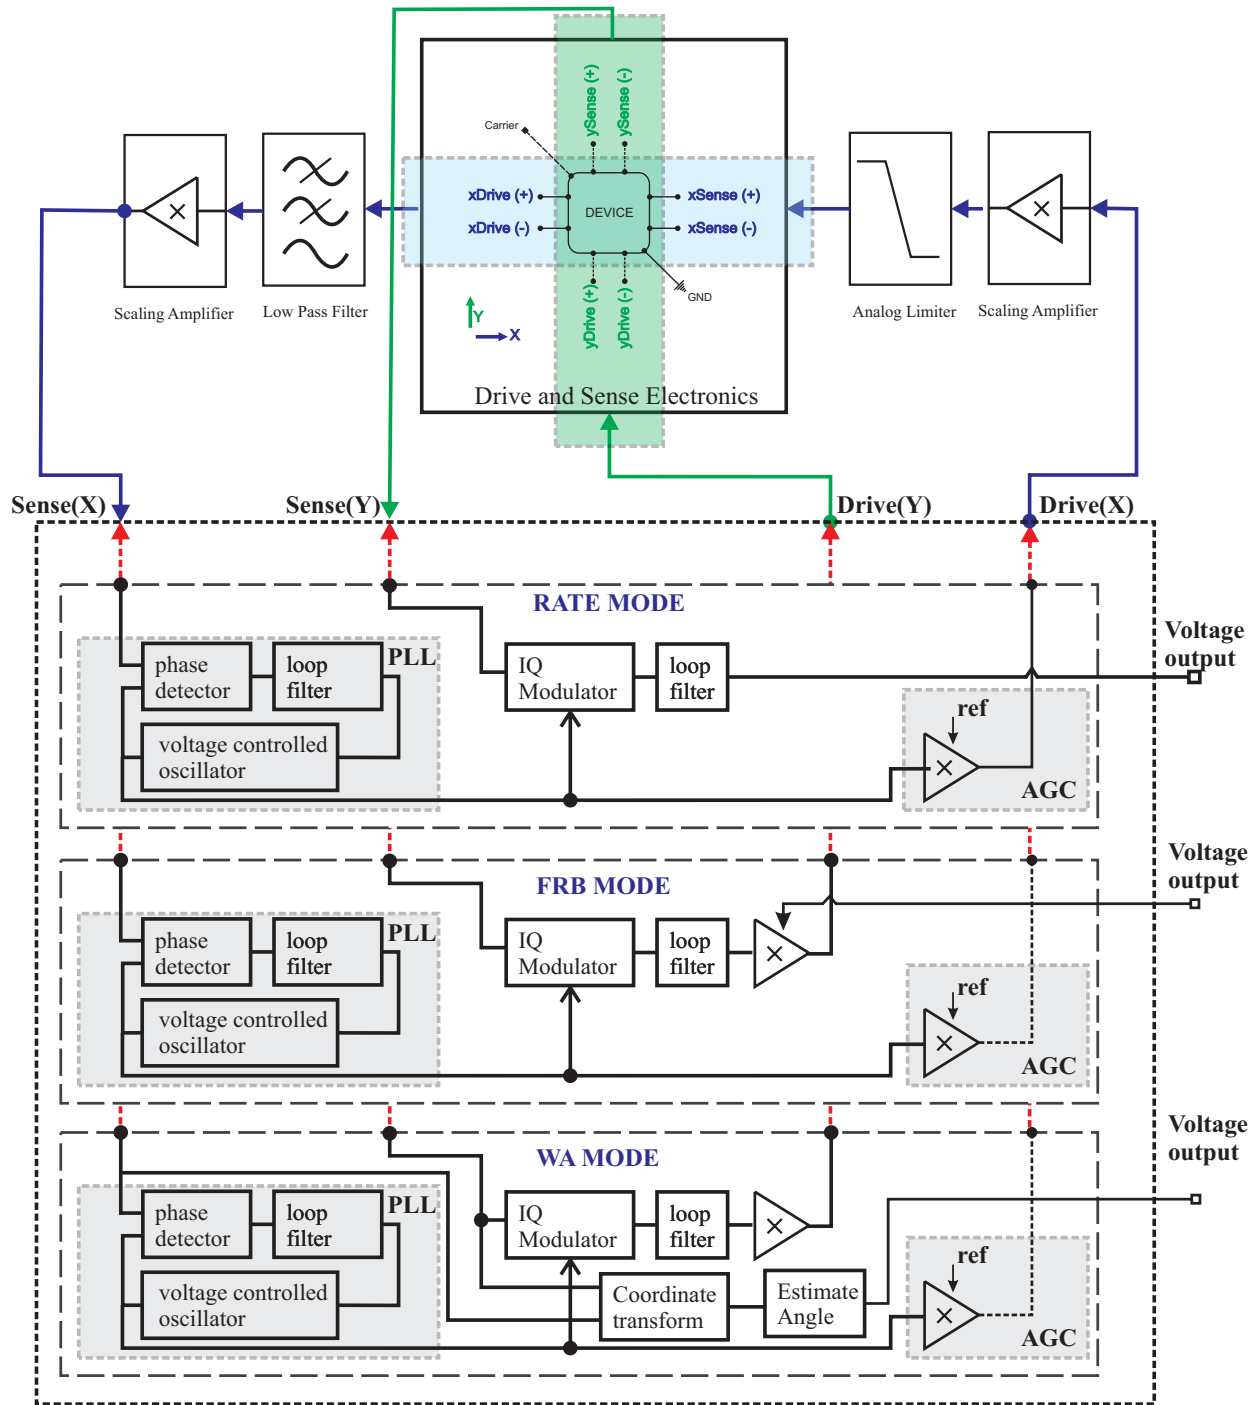 ySense (+)
ySense (-)
Carrier
xDrive (+)
xDrive (-)
DEVICE
xSense (+)
xSense (-)
GND
yDrive (+)
yDrive (-)
Y
X
Drive and Sense Electronics
Scaling Amplifier
Low Pass Filter
Analog Limiter
Scaling Amplifier
Sense(X)
Sense(Y)
Drive(Y)
Drive(X)
RATE MODE
PLL
phase
detector
loop
filter
voltage controlled
oscillator
IQ
Modulator
loop
filter
ref
AGC
Voltage
output
FRB MODE
PLL
phase
detector
loop
filter
voltage controlled
oscillator
IQ
Modulator
loop
filter
ref
AGC
Voltage
output
WA MODE
PLL
phase
detector
loop
filter
voltage controlled
oscillator
IQ
Modulator
loop
filter
Coordinate
transform
Estimate
Angle
ref
AGC
Voltage
output